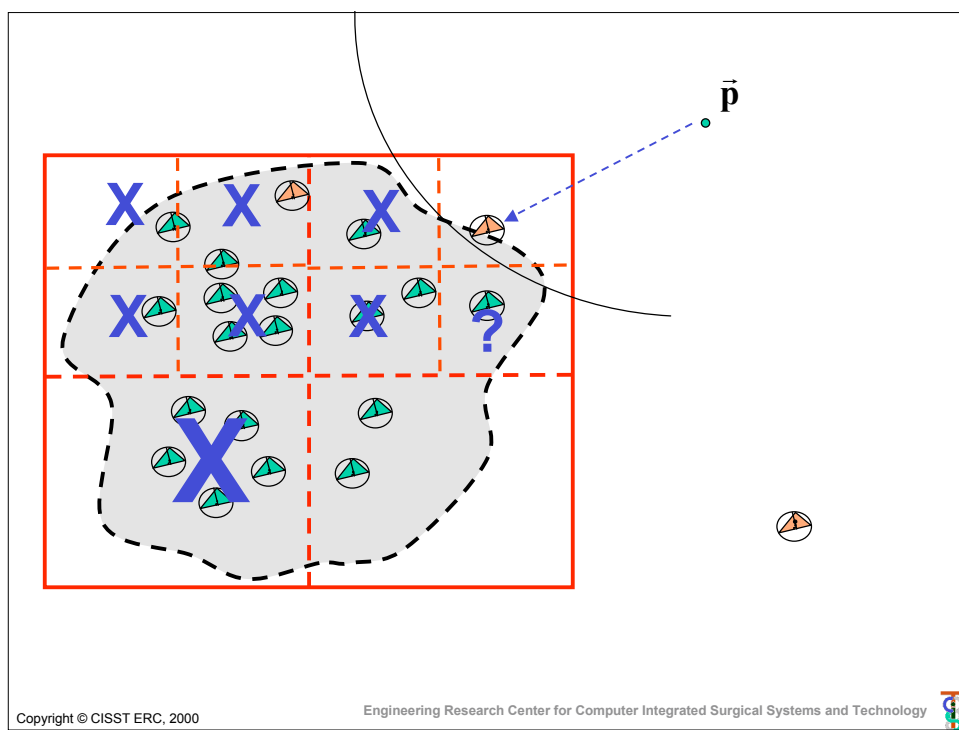 p
X X X
X X X ?
X
Copyright © CISST ERC, 2000
Engineering Research Center for Computer Integrated Surgical Systems and Technology